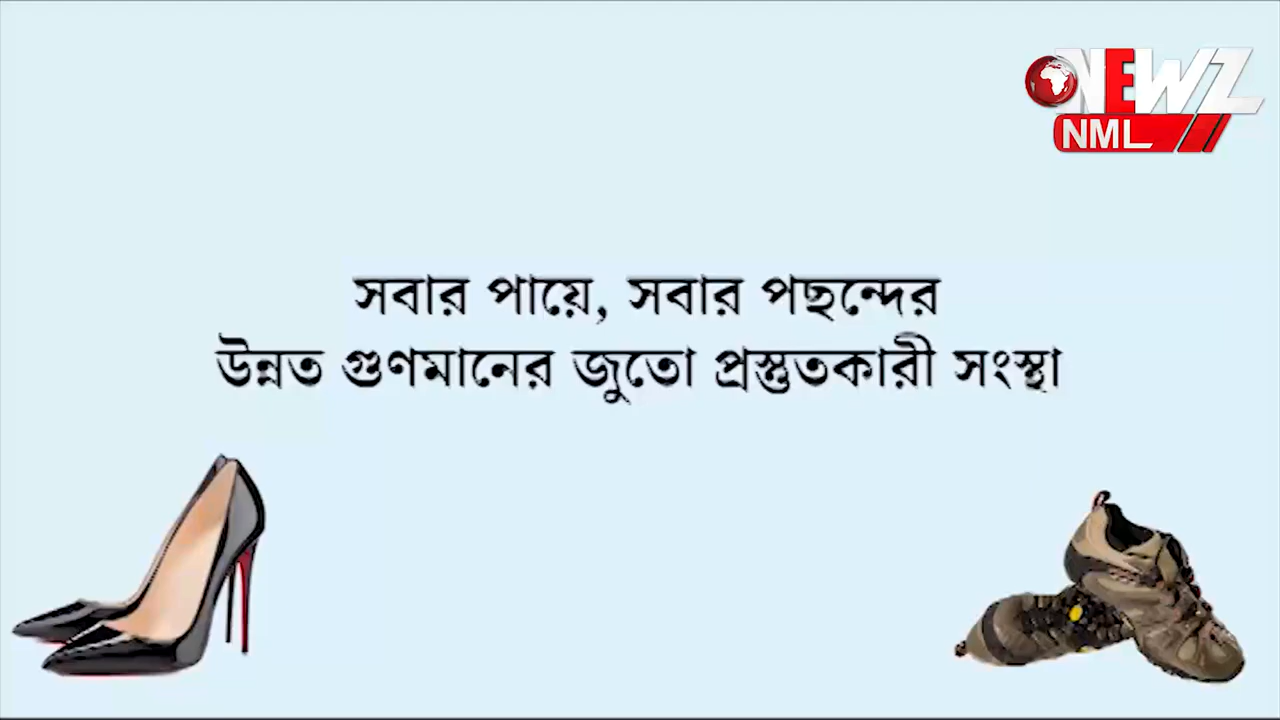 NEWZ
NML
সবার পায়ে, সবার পছন্দের
উন্নত গুণমানের জুতো প্রস্তুতকারী সংস্থা